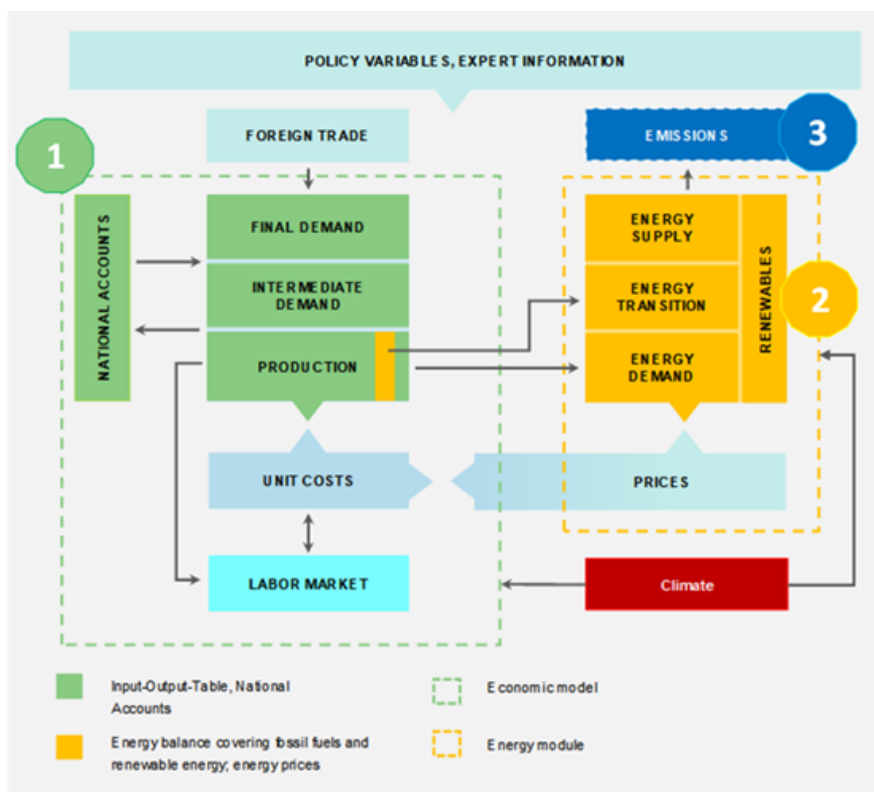 POLICY VARIABLES, EXPERT INFORMATION
FOREIGN TRADE
EMISSIONS
3
1
NATIONAL ACCOUNTS
FINAL DEMAND
INTERMEDIATE
DEMAND
PRODUCTION
ENERGY
SUPPLY
ENERGY
TRANSITION
ENERGY
DEMAND
RENEWABLES
2
UNIT COSTS
PRICES
LABOR MARKET
Climate
Input-Output-Table, National
Accounts
Economic model
Energy balance covering fossil fuels and
renewable energy; energy prices
Energy module